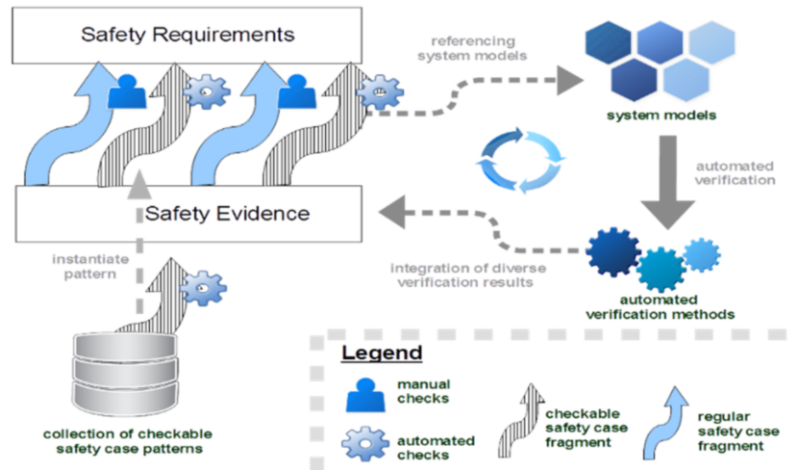 Safety Requirements
referencing
system models
system models
automated
verification
Safety Evidence
instantiate
pattern
integration of diverse
verification results
automated
verification methods
collection of checkable
safety case patterns
Legend
manual
checks
automated
checks
checkable
safety case
fragment
regular
safety case
fragment